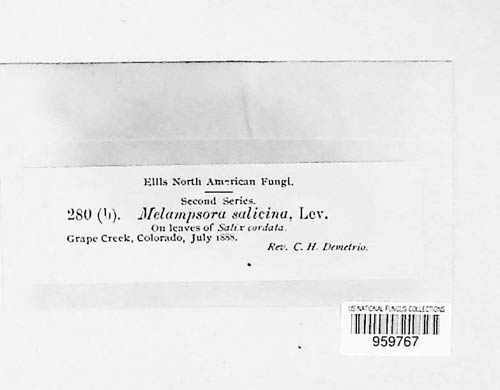 Ellis North American Fungi.
Second Series.
280 (b). Melampsora salicina, Lev.
On leaves of Salix cordata.
Grape Creek, Colorado, July 1888.
Rev. C. H. Demetrio.
US NATIONAL FUNGUS COLLECTIONS
959767